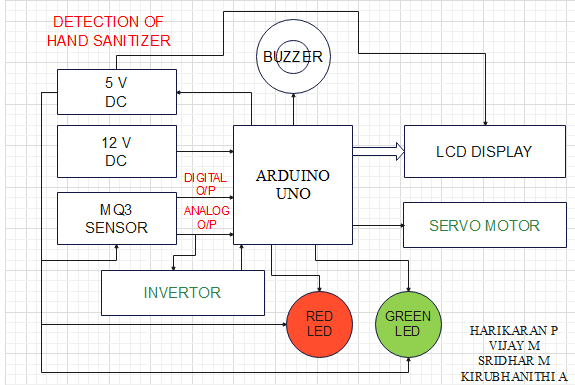 DETECTION OF
HAND SANITIZER
BUZZER
5 V
DC
12 V
DC
ARDUINO
UNO
LCD DISPLAY
DIGITAL
O/P
MQ3
SENSOR
ANALOG
O/P
SERVO MOTOR
INVERTOR
RED
LED
GREEN
LED
HARIKARAN P
VIJAY M
SRIDHAR M
KIRUBHANITHI A